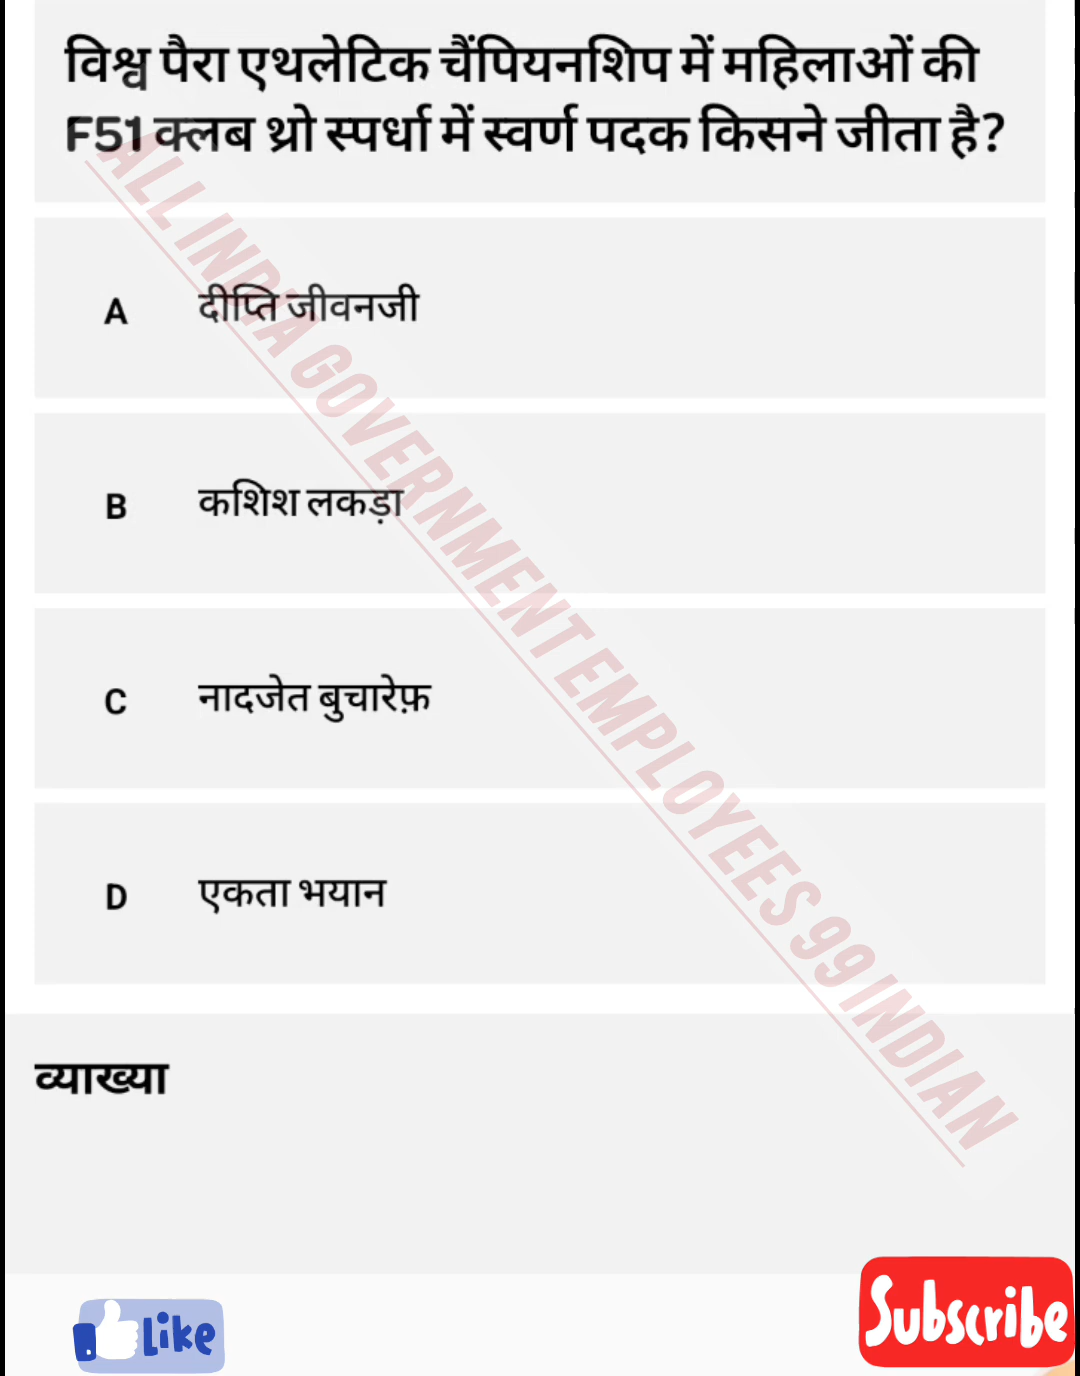 विश्व पैरा एथलेटिक चैंपियनशिप में महिलाओं की
F51 क्लब थ्रो स्पर्धा में स्वर्ण पदक किसने जीता है?
A दीप्ति जीवनजी
B कशिश लकड़ा
C नादजेत बुचारेफ़
D एकता भयान
ALL INDIA GOVERNMENT EMPLOYEES 99 INDIAN
व्याख्या
Like
Subscribe